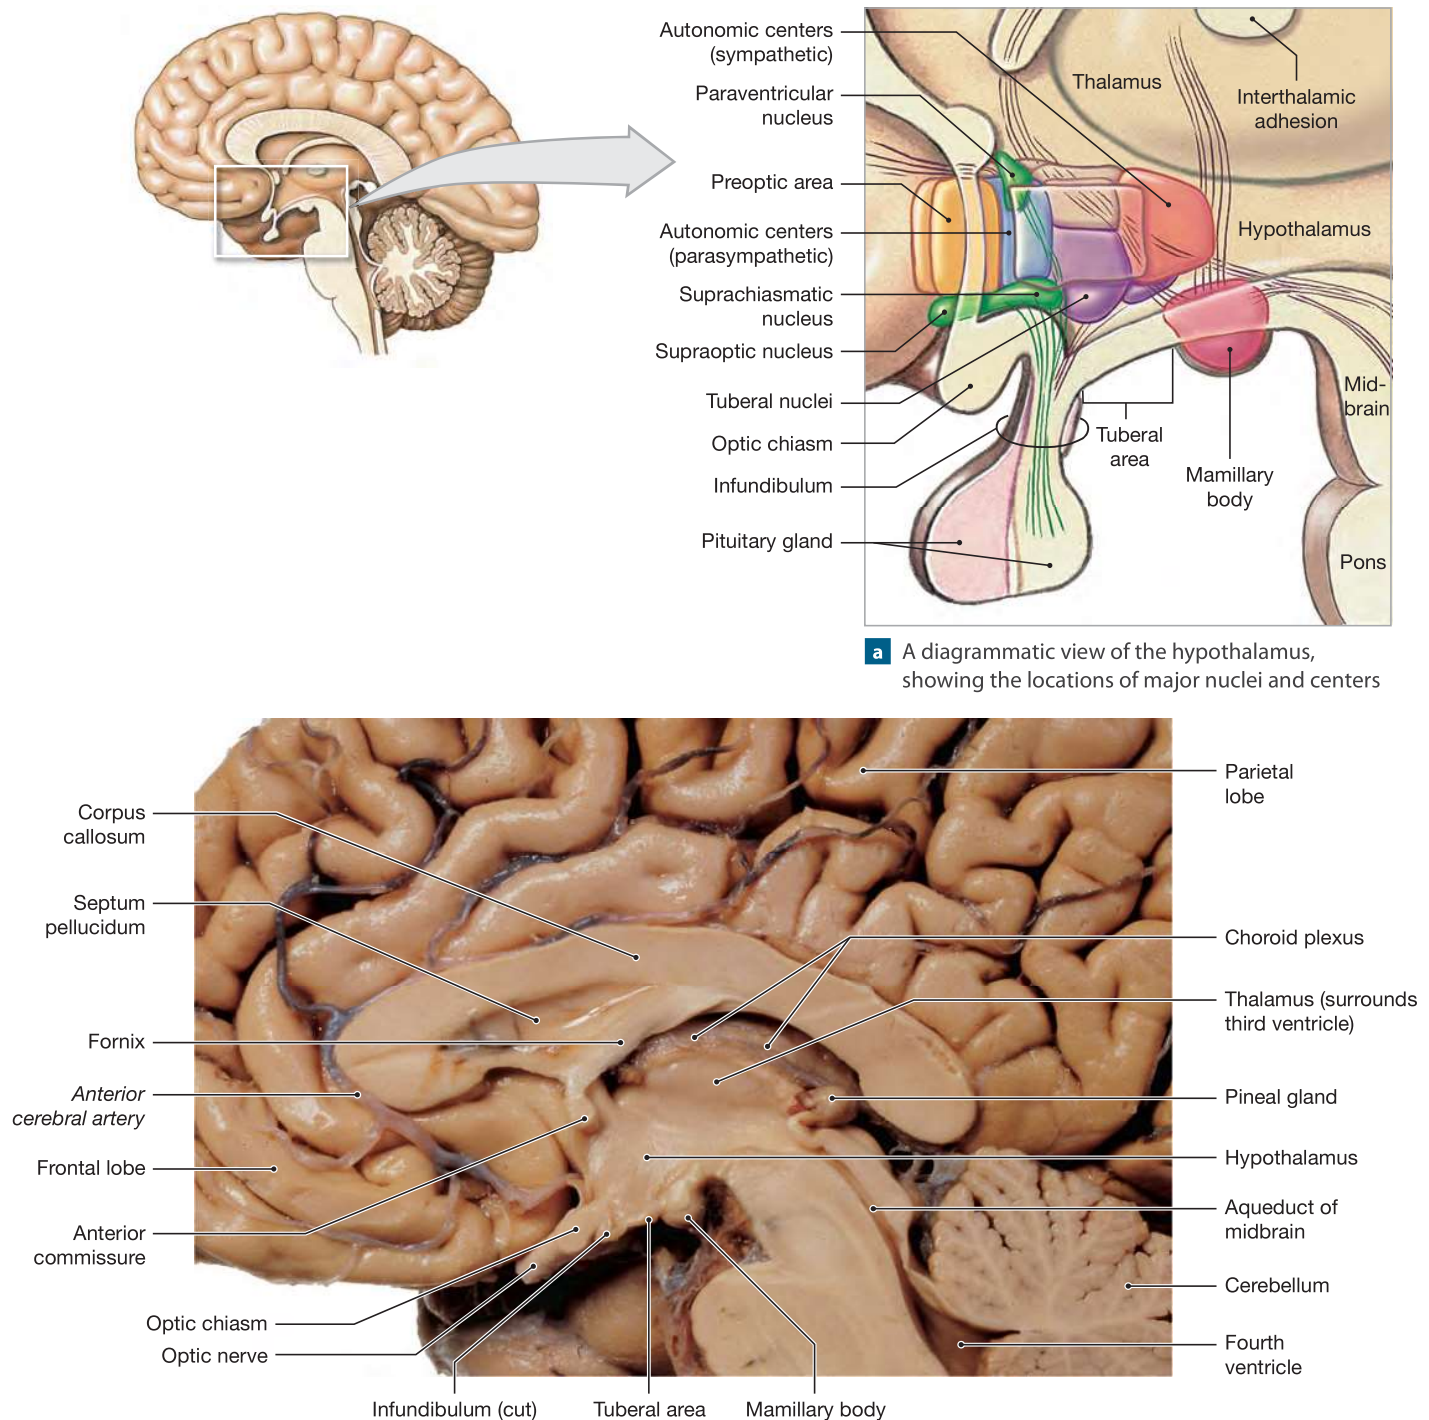 Autonomic centers
(sympathetic)
Paraventricular
nucleus
Preoptic area
Autonomic centers
(parasympathetic)
Suprachiasmatic
nucleus
Supraoptic nucleus
Tuberal nuclei
Optic chiasm
Infundibulum
Pituitary gland
Thalamus
Interthalamic
adhesion
Hypothalamus
Mid-
brain
Tuberal
area
Mamillary
body
Pons
a A diagrammatic view of the hypothalamus,
showing the locations of major nuclei and centers
Corpus
callosum
Septum
pellucidum
Fornix
Anterior
cerebral artery
Frontal lobe
Anterior
commissure
Optic chiasm
Optic nerve
Infundibulum (cut)
Tuberal area
Mamillary body
Parietal
lobe
Choroid plexus
Thalamus (surrounds
third ventricle)
Pineal gland
Hypothalamus
Aqueduct of
midbrain
Cerebellum
Fourth
ventricle